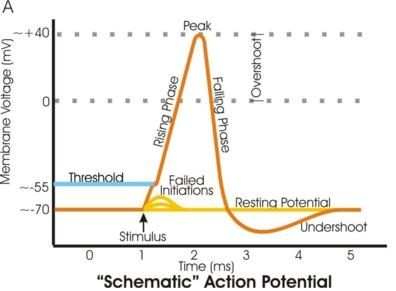 A
Peak
~+40
Overshoot
Membrane Voltage (mV)
0
Rising Phase
Falling Phase
Threshold
Failed
Initiations
~-55
Resting Potential
~-70
Undershoot
Stimulus
0 1 2 3 4 5
Time (ms)
“Schematic” Action Potential